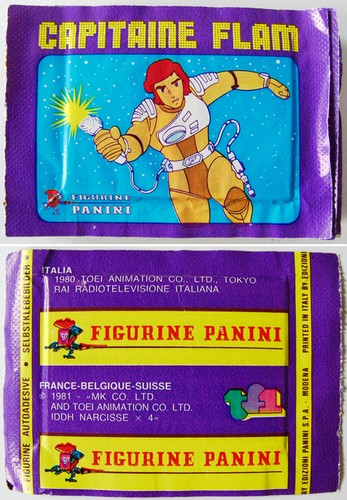 CAPITAINE FLAM
FIGURINE
PANINI
ITALIA
1980 TOEI ANIMATION CO., LTD., TOKYO
RAI RADIOTELEVISIONE ITALIANA
FIGURINE PANINI
FRANCE-BELGIQUE-SUISSE
© 1981 - «MK CO. LTD.
AND TOEI ANIMATION CO. LTD.
IDDH NARCISSE × 4»
tf1
FIGURINE PANINI
FIGURINE AUTOADESIVE • SELBSTKLEBEBILDER
BY EDIZIONI PANINI S.P.A. - MODENA PRINTED IN ITALY BY EDIZIONI